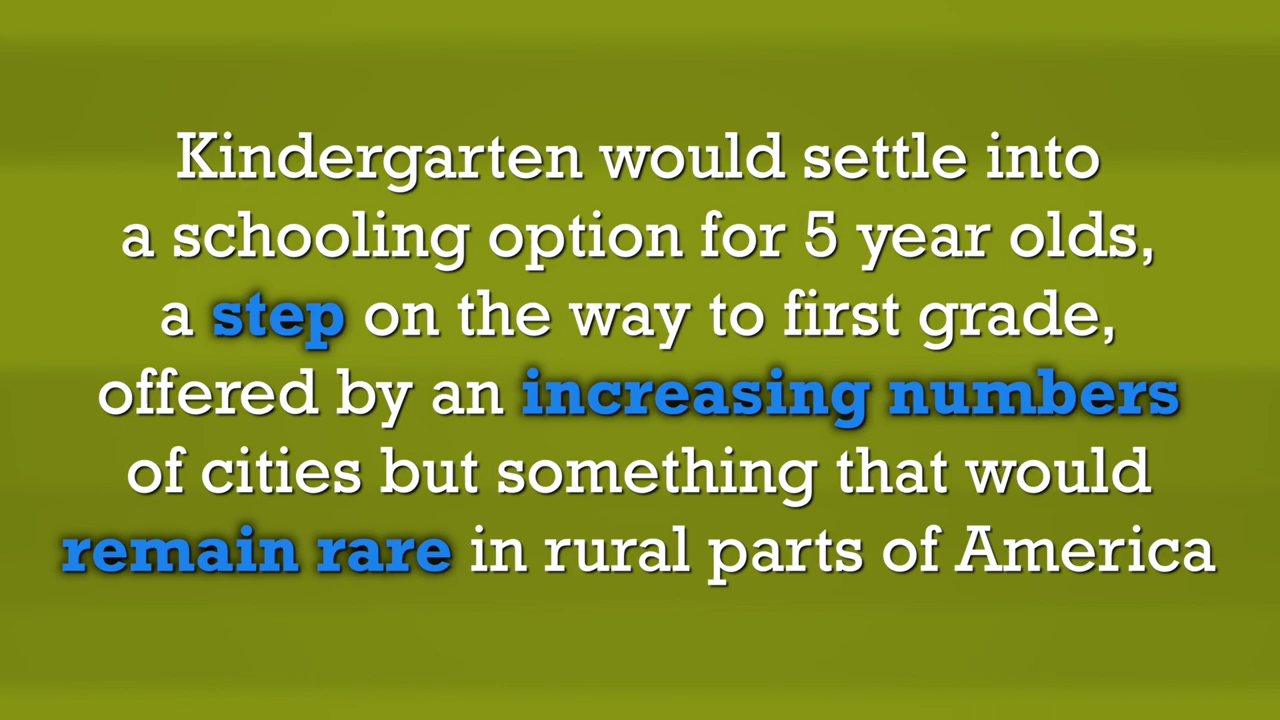 Kindergarten would settle into
a schooling option for 5 year olds,
a step on the way to first grade,
offered by an increasing numbers
of cities but something that would
remain rare in rural parts of America